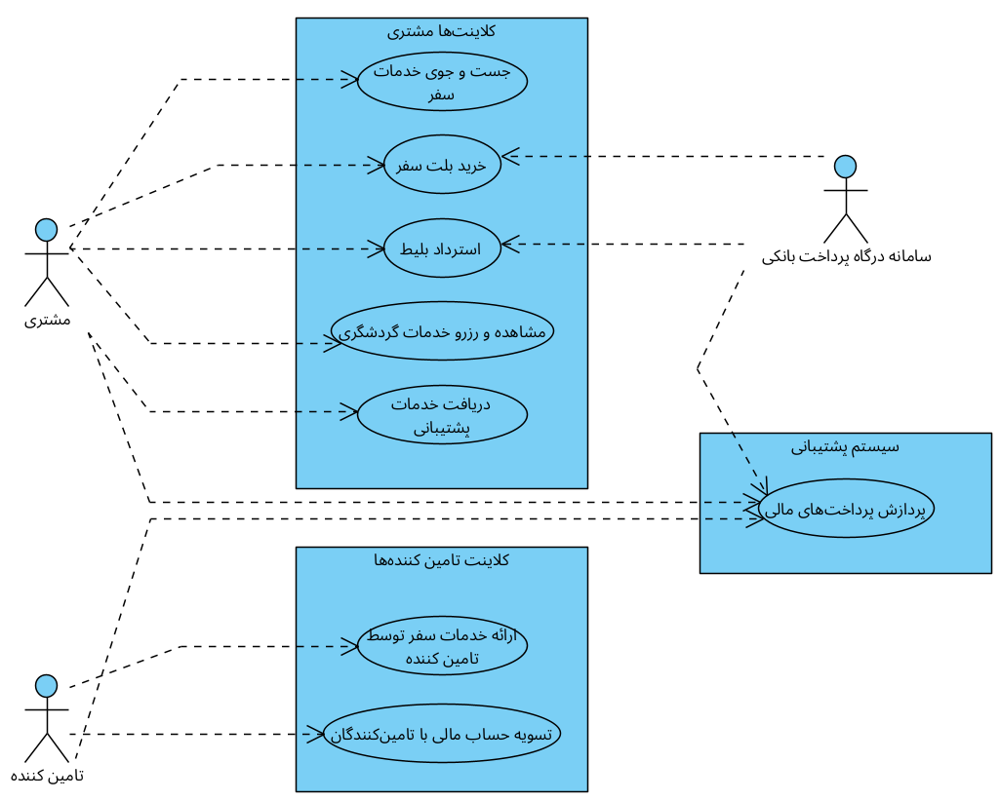 کلاینت‌ها مشتری
جست و جوی خدمات
سفر
خرید بلت سفر
استرداد بلیط
مشاهده و رزرو خدمات گردشگری
دریافت خدمات
پشتیبانی
مشتری
سامانه درگاه پرداخت بانکی
سیستم پشتیبانی
پردازش پرداخت‌های مالی
کلاینت تامین کننده‌ها
ارائه خدمات سفر توسط
تامین کننده
تسویه حساب مالی با تامین‌کنندگان
تامین کننده